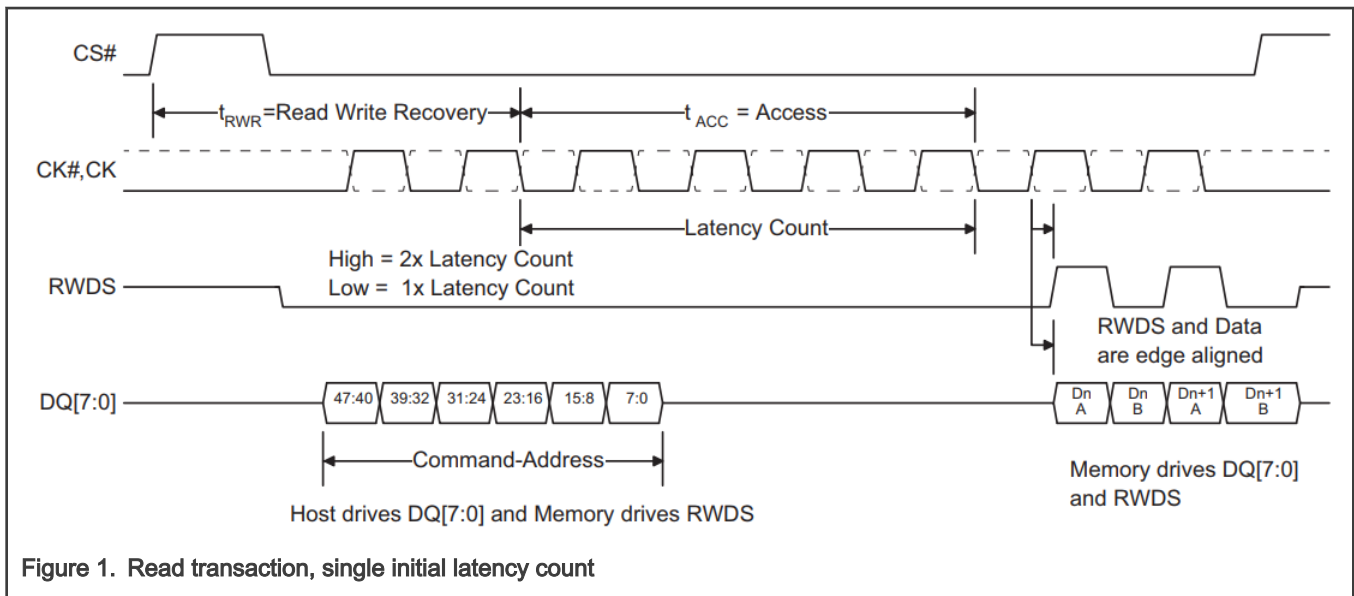 CS#
tRWR=Read Write Recovery
tACC = Access
CK#,CK
Latency Count
High = 2x Latency Count
Low = 1x Latency Count
RWDS
RWDS and Data
are edge aligned
DQ[7:0]
47:40 39:32 31:24 23:16 15:8 7:0
Dn A Dn B Dn+1 A Dn+1 B
Command-Address
Memory drives DQ[7:0]
and RWDS
Host drives DQ[7:0] and Memory drives RWDS
Figure 1. Read transaction, single initial latency count